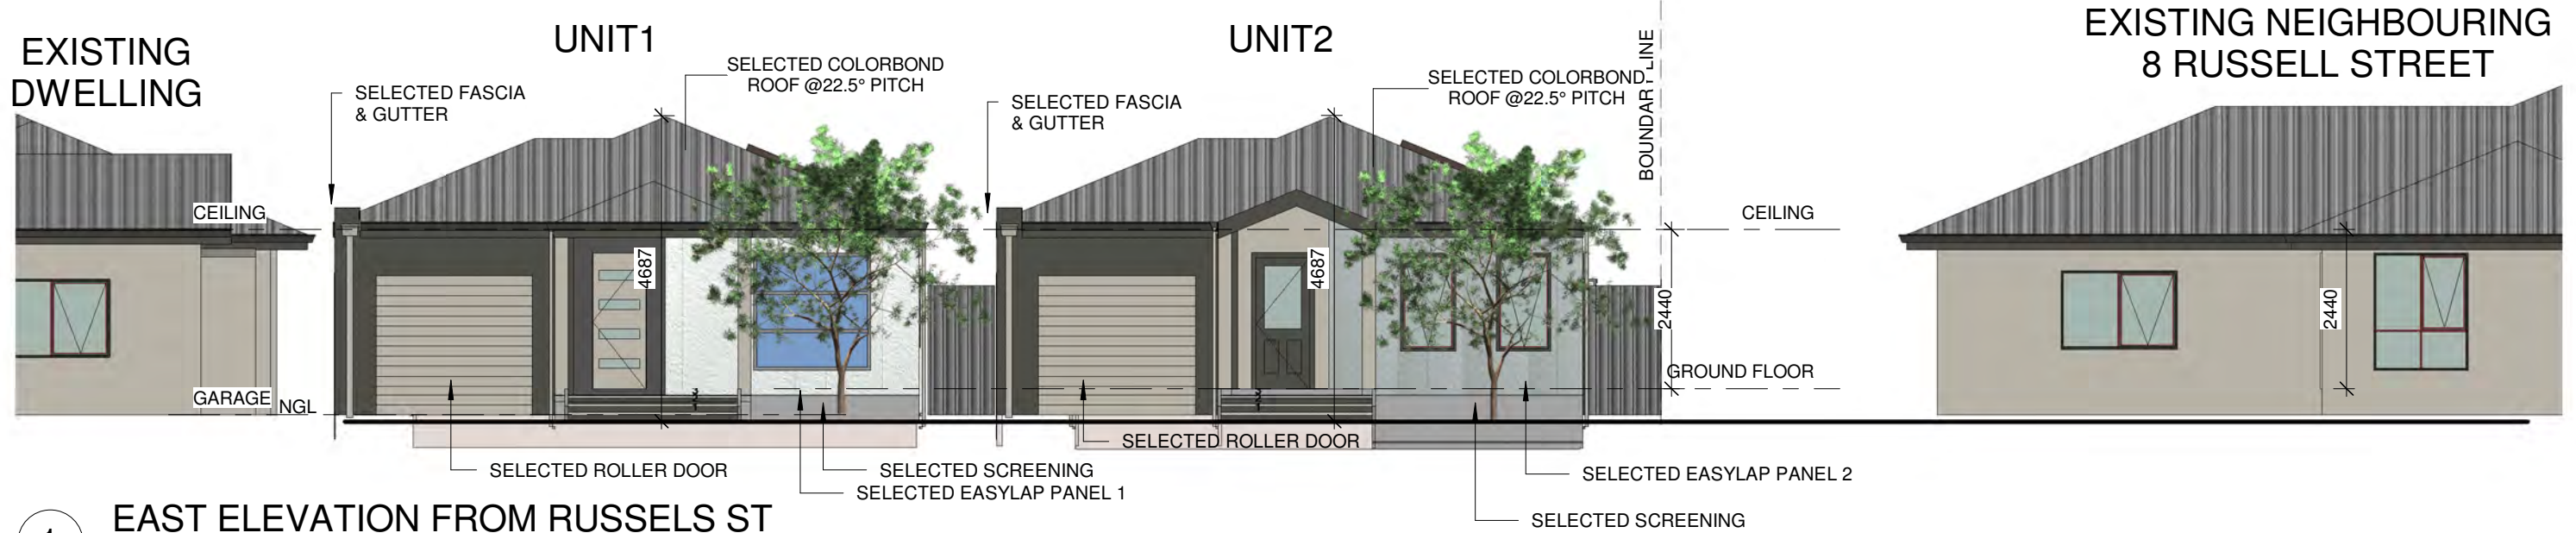 EXISTING
DWELLING
UNIT1
UNIT2
EXISTING NEIGHBOURING
8 RUSSELL STREET
SELECTED FASCIA
& GUTTER
SELECTED COLORBOND
ROOF @22.5° PITCH
SELECTED FASCIA
& GUTTER
SELECTED COLORBOND
ROOF @22.5° PITCH
BOUNDARY LINE
CEILING
CEILING
4687
4687
2440
2440
GROUND FLOOR
GARAGE
NGL
SELECTED ROLLER DOOR
SELECTED SCREENING
SELECTED EASYLAP PANEL 1
SELECTED ROLLER DOOR
SELECTED EASYLAP PANEL 2
SELECTED SCREENING
EAST ELEVATION FROM RUSSELS ST